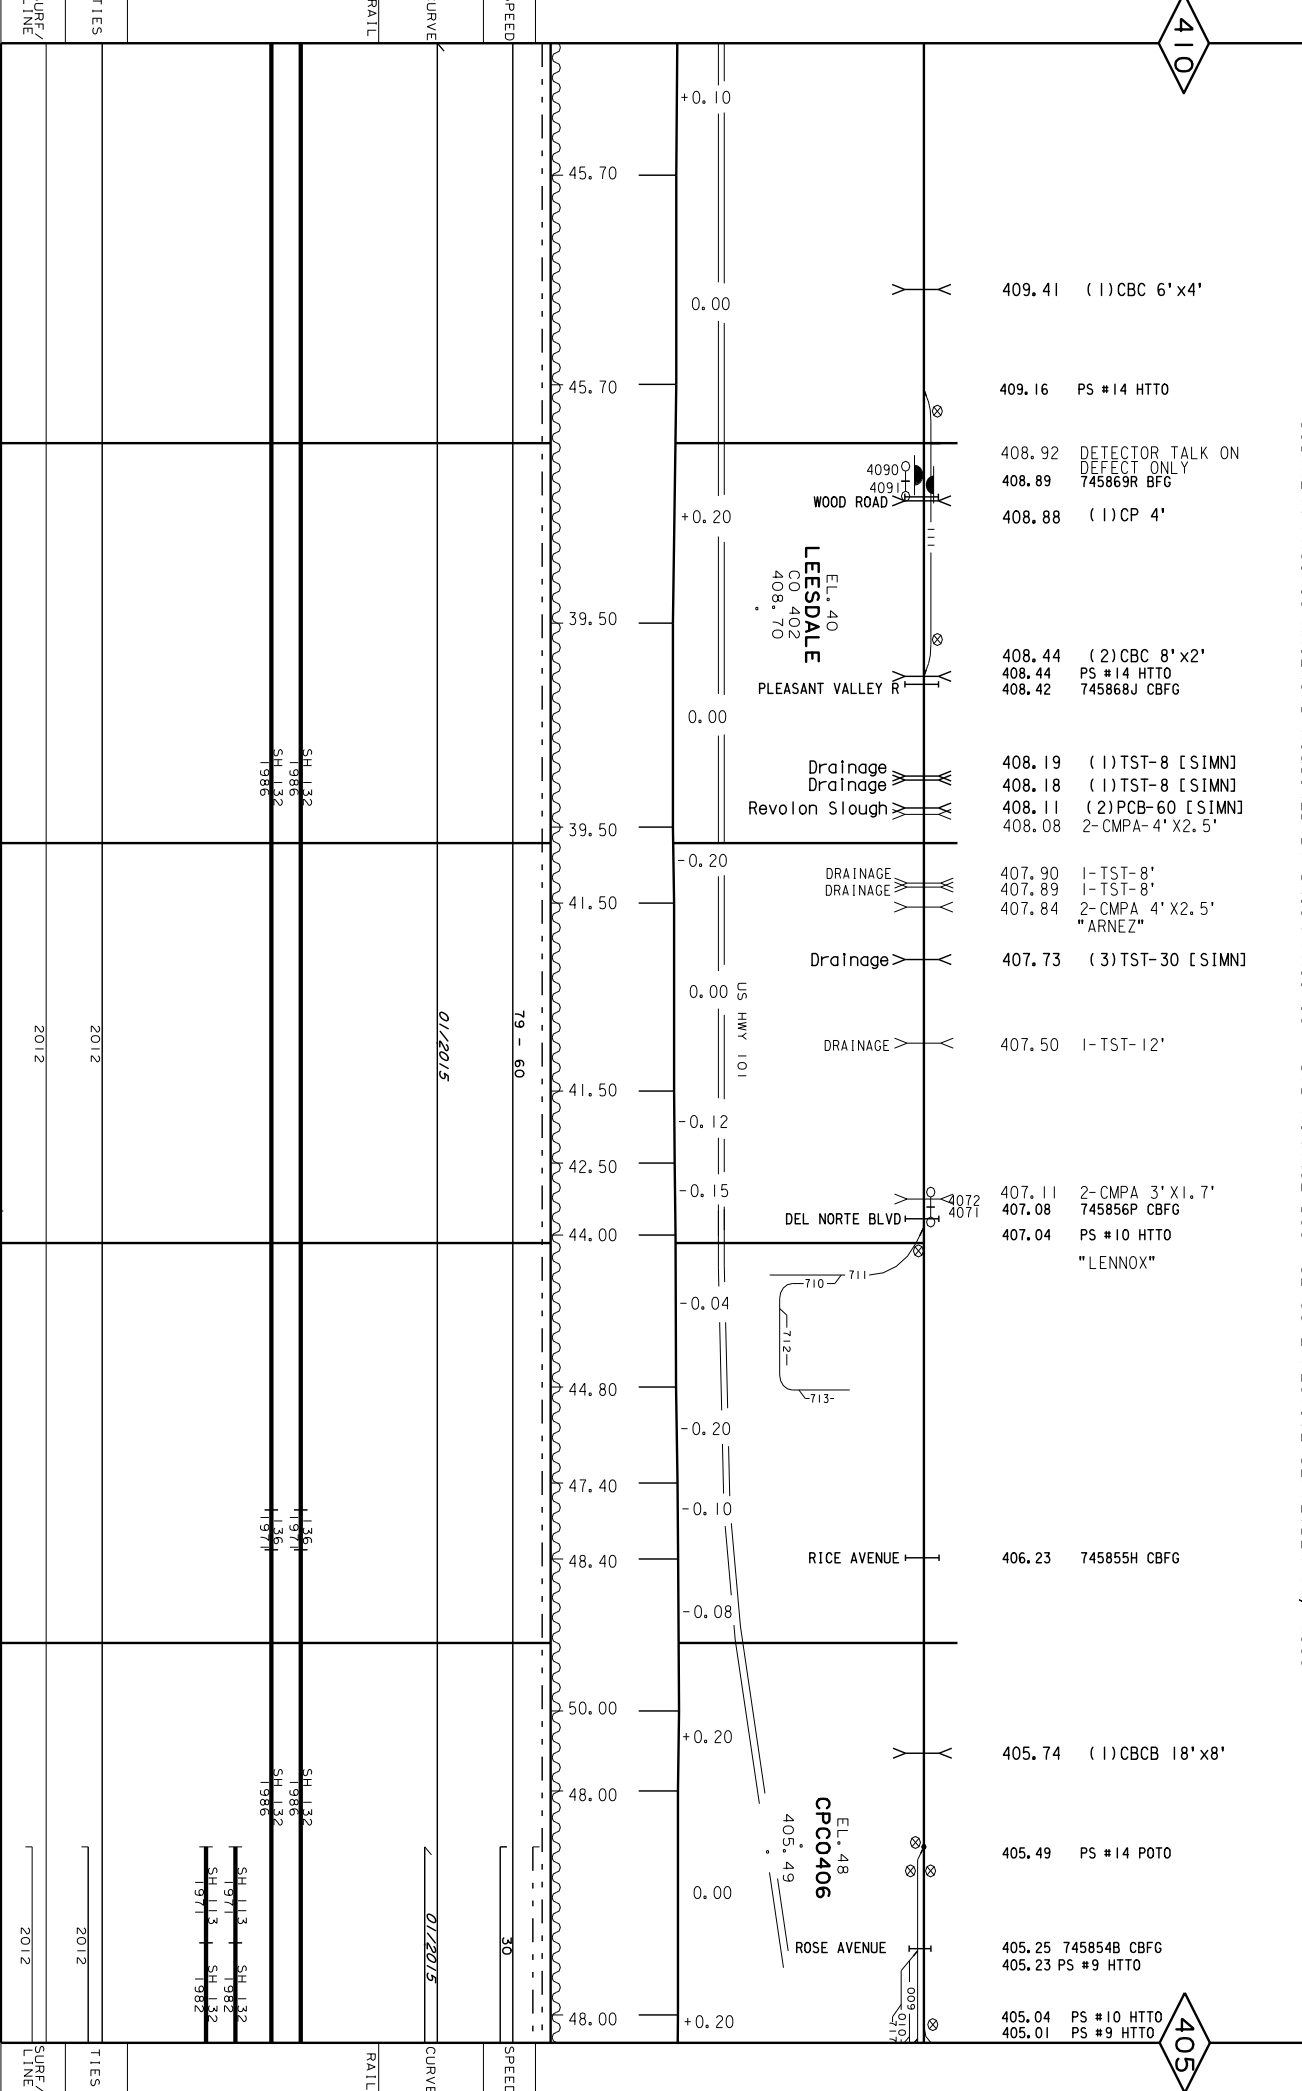 SURF/
LINE
TIES
RAIL
CURVE
SPEED
410
+0.10
45.70
409.41 (1)CBC 6'x4'
0.00
45.70
409.16 PS #14 HTTO
408.92 DETECTOR TALK ON
DEFECT ONLY
4090
4091
408.89 745869R BFG
WOOD ROAD
408.88 (1)CP 4'
+0.20
111
EL. 40
LEESDALE
CO 402
408.70
39.50
408.44 (2)CBC 8'x2'
408.44 PS #14 HTTO
PLEASANT VALLEY R
408.42 745868J CBFG
0.00
SH 132
1986
SH 132
1986
Drainage
408.19 (1)TST-8 [SIMN]
Drainage
408.18 (1)TST-8 [SIMN]
Revolon Slough
408.11 (2)PCB-60 [SIMN]
408.08 2-CMPA-4'X2.5'
39.50
-0.20
DRAINAGE
407.90 1-TST-8'
DRAINAGE
407.89 1-TST-8'
41.50
407.84 2-CMPA 4'X2.5'
"ARNEZ"
Drainage
407.73 (3)TST-30 [SIMN]
0.00
US HWY 101
2012
2012
01/2015
79 - 60
DRAINAGE
407.50 1-TST-12'
41.50
-0.12
42.50
-0.15
4072
4071
407.11 2-CMPA 3'X1.7'
407.08 745856P CBFG
DEL NORTE BLVD
44.00
407.04 PS #10 HTTO
"LENNOX"
711
710
-0.04
712
713
44.80
-0.20
47.40
-0.10
136
1971
136
1971
48.40
RICE AVENUE
406.23 745855H CBFG
-0.08
50.00
+0.20
405.74 (1)CBCB 18'x8'
SH 132
1986
SH 132
1986
48.00
EL. 48
CPCO406
405.49
405.49 PS #14 POTO
0.00
SH 113
1971
SH 113
1971
2012
2012
01/2015
30
ROSE AVENUE
405.25 745854B CBFG
405.23 PS #9 HTTO
SH 132
1982
SH 132
1982
009
010
717
48.00
+0.20
405.04 PS #10 HTTO
405.01 PS #9 HTTO
405
SURF/
LINE
TIES
RAIL
CURVE
SPEED